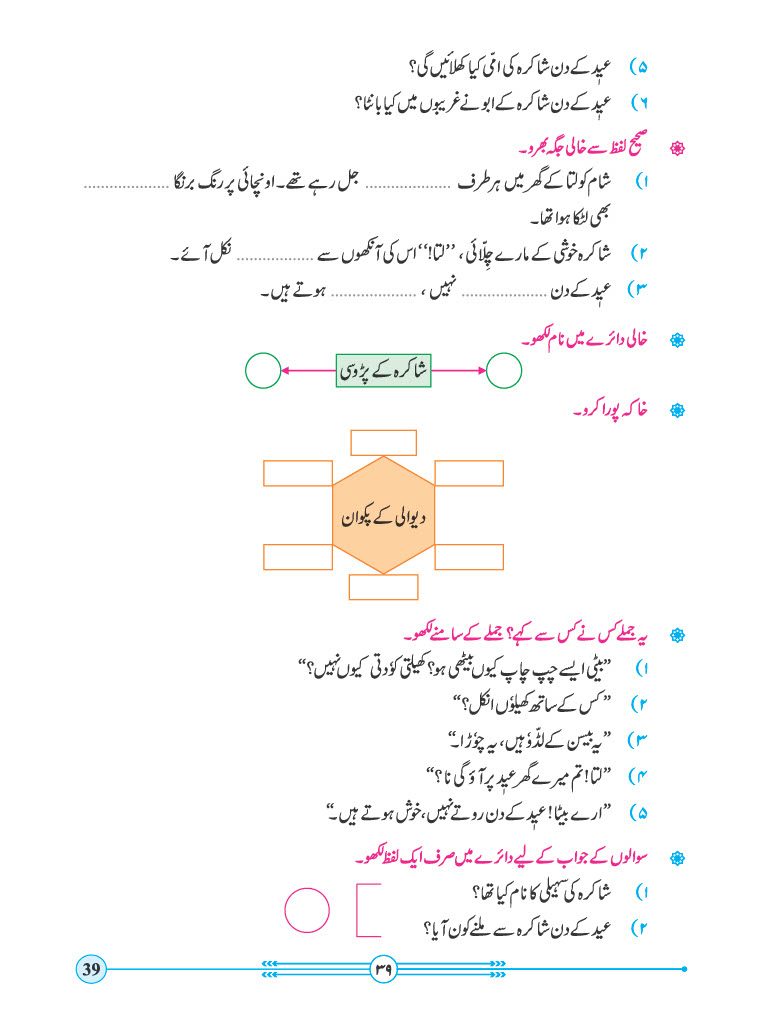 ۵) عید کے دن شاکرہ کی امّی کیا کھلائیں گی؟
۶) عید کے دن شاکرہ کے ابو نے غریبوں میں کیا بانٹا؟
صحیح لفظ سے خالی جگہ بھرو۔
۱) شام کو لتا کے گھر میں ہر طرف .................... جل رہے تھے۔ اونچائی پر رنگ برنگا ....................
بھی لٹکا ہوا تھا۔
۲) شاکرہ خوشی کے مارے چِلّائی، ’’لتا!‘‘ اس کی آنکھوں سے .................. نکل آئے۔
۳) عید کے دن .................... نہیں، .................... ہوتے ہیں۔
خالی دائرے میں نام لکھو۔
شاکرہ کے پڑوسی
خاکہ پورا کرو۔
دیوالی کے پکوان
یہ جملے کس نے کس سے کہے؟ جملے کے سامنے لکھو۔
۱) ”بیٹی ایسے چپ چاپ کیوں بیٹھی ہو؟ کھیلتی کوٗدتی کیوں نہیں؟“
۲) ”کس کے ساتھ کھیلوٗں انکل؟“
۳) ”یہ بیسن کے لڈّو ہیں، یہ چوٗڑا۔“
۴) ”لتا! تم میرے گھر عید پر آؤ گی نا؟“
۵) ”ارے بیٹا! عید کے دن روتے نہیں، خوش ہوتے ہیں۔“
سوالوں کے جواب کے لیے دائرے میں صرف ایک لفظ لکھو۔
۱) شاکرہ کی سہیلی کا نام کیا تھا؟
۲) عید کے دن شاکرہ سے ملنے کون آیا؟
۳۹
39